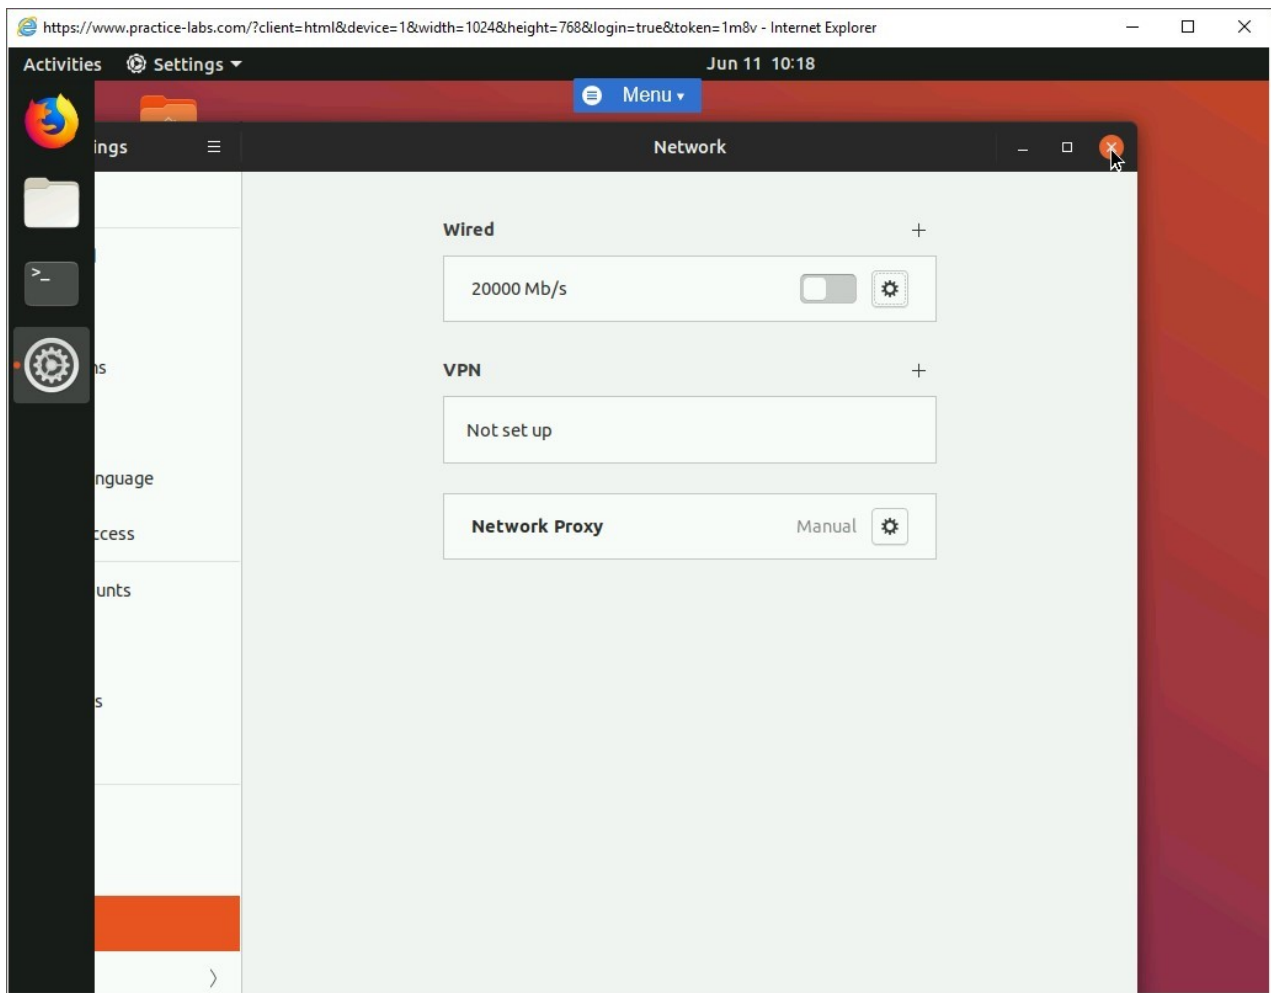 https://www.practice-labs.com/?client=html&device=1&width=1024&height=768&login=true&token=1m8v - Internet Explorer
Activities Settings Jun 11 10:18
Menu
ings Network
Wired
20000 Mb/s
ns
VPN
Not set up
nguage
ccess
Network Proxy Manual
unts
s